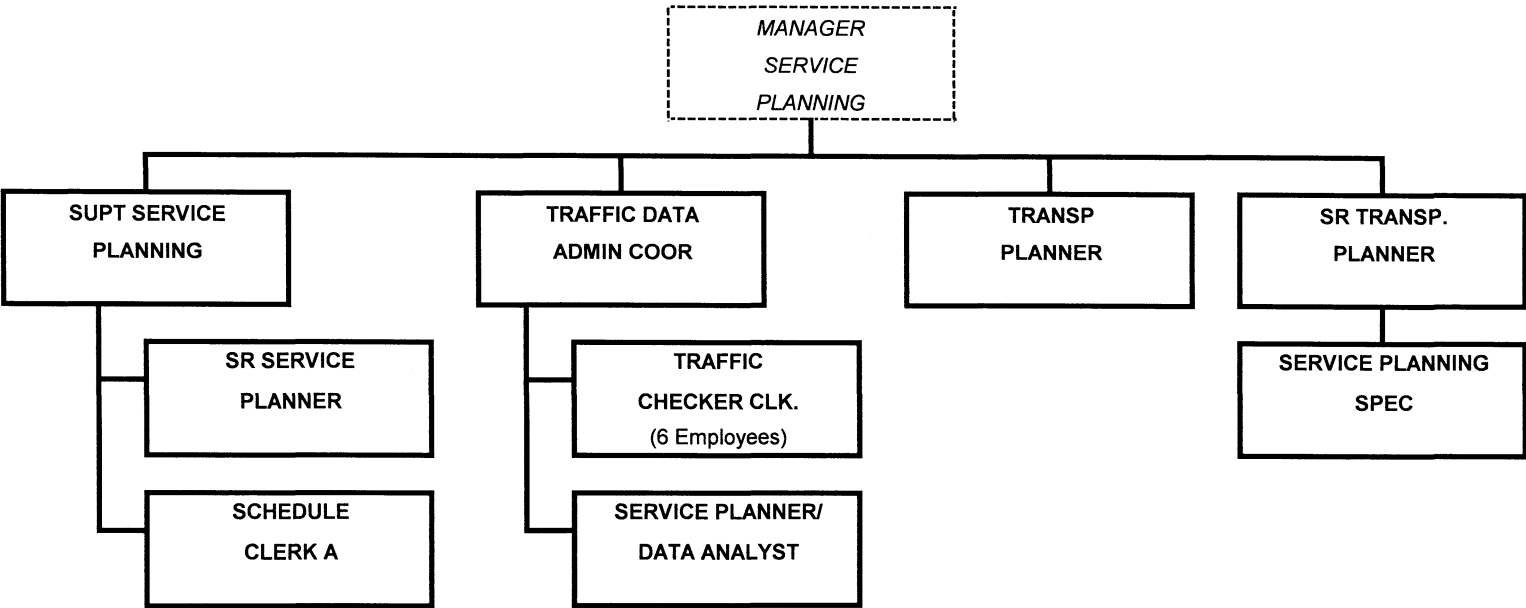 MANAGER
SERVICE
PLANNING
SUPT SERVICE
PLANNING
TRAFFIC DATA
ADMIN COOR
TRANSP
PLANNER
SR TRANSP.
PLANNER
SR SERVICE
PLANNER
TRAFFIC
CHECKER CLK.
(6 Employees)
SERVICE PLANNING
SPEC
SCHEDULE
CLERK A
SERVICE PLANNER/
DATA ANALYST